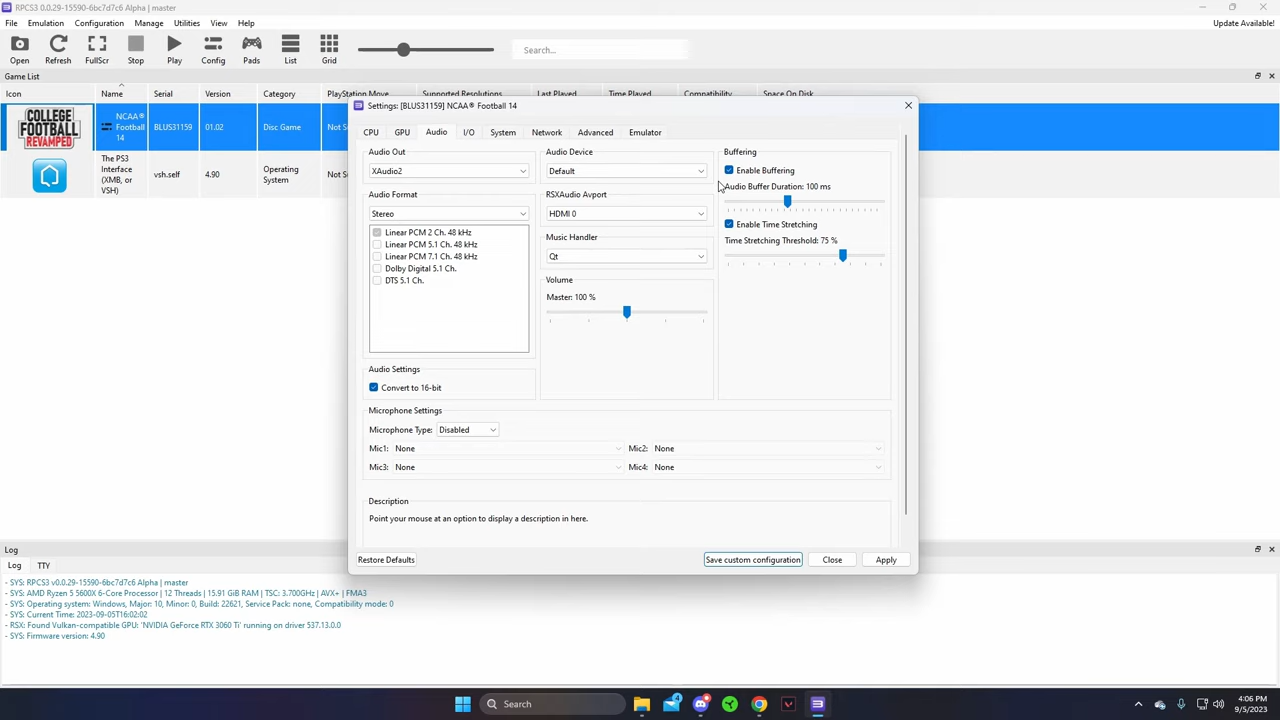 RPCS3 0.0.29-15590-6bc7d7c6 Alpha | master
File Emulation Configuration Manage Utilities View Help Update Available!
Open Refresh FullScr Stop Play Config Pads List Grid Search...
Game List
Icon Name Serial Version Category PlayStation Move Supported Resolutions Last Played Time Played Compatibility Space On Disk
COLLEGE FOOTBALL REVAMPED
NCAA® Football 14 BLUS31159 01.02 Disc Game Not S
The PS3 Interface (XMB, or VSH) vsh.self 4.90 Operating System Not S
Settings: [BLUS31159] NCAA® Football 14
CPU GPU Audio I/O System Network Advanced Emulator
Audio Out
XAudio2
Audio Format
Stereo
Linear PCM 2 Ch. 48 kHz
Linear PCM 5.1 Ch. 48 kHz
Linear PCM 7.1 Ch. 48 kHz
Dolby Digital 5.1 Ch.
DTS 5.1 Ch.
Audio Settings
Convert to 16-bit
Audio Device
Default
RSXAudio Avport
HDMI 0
Music Handler
Qt
Volume
Master: 100 %
Buffering
Enable Buffering
Audio Buffer Duration: 100 ms
Enable Time Stretching
Time Stretching Threshold: 75 %
Microphone Settings
Microphone Type: Disabled
Mic1: None Mic2: None
Mic3: None Mic4: None
Description
Point your mouse at an option to display a description in here.
Restore Defaults Save custom configuration Close Apply
Log
Log TTY
- SYS: RPCS3 v0.0.29-15590-6bc7d7c6 Alpha | master
- SYS: AMD Ryzen 5 5600X 6-Core Processor | 12 Threads | 15.91 GiB RAM | TSC: 3.700GHz | AVX+ | FMA3
- SYS: Operating system: Windows, Major: 10, Minor: 0, Build: 22621, Service Pack: none, Compatibility mode: 0
- SYS: Current Time: 2023-09-05T16:02:02
- RSX: Found Vulkan-compatible GPU: 'NVIDIA GeForce RTX 3060 Ti' running on driver 537.13.0.0
- SYS: Firmware version: 4.90
Search
4
4:06 PM
9/5/2023